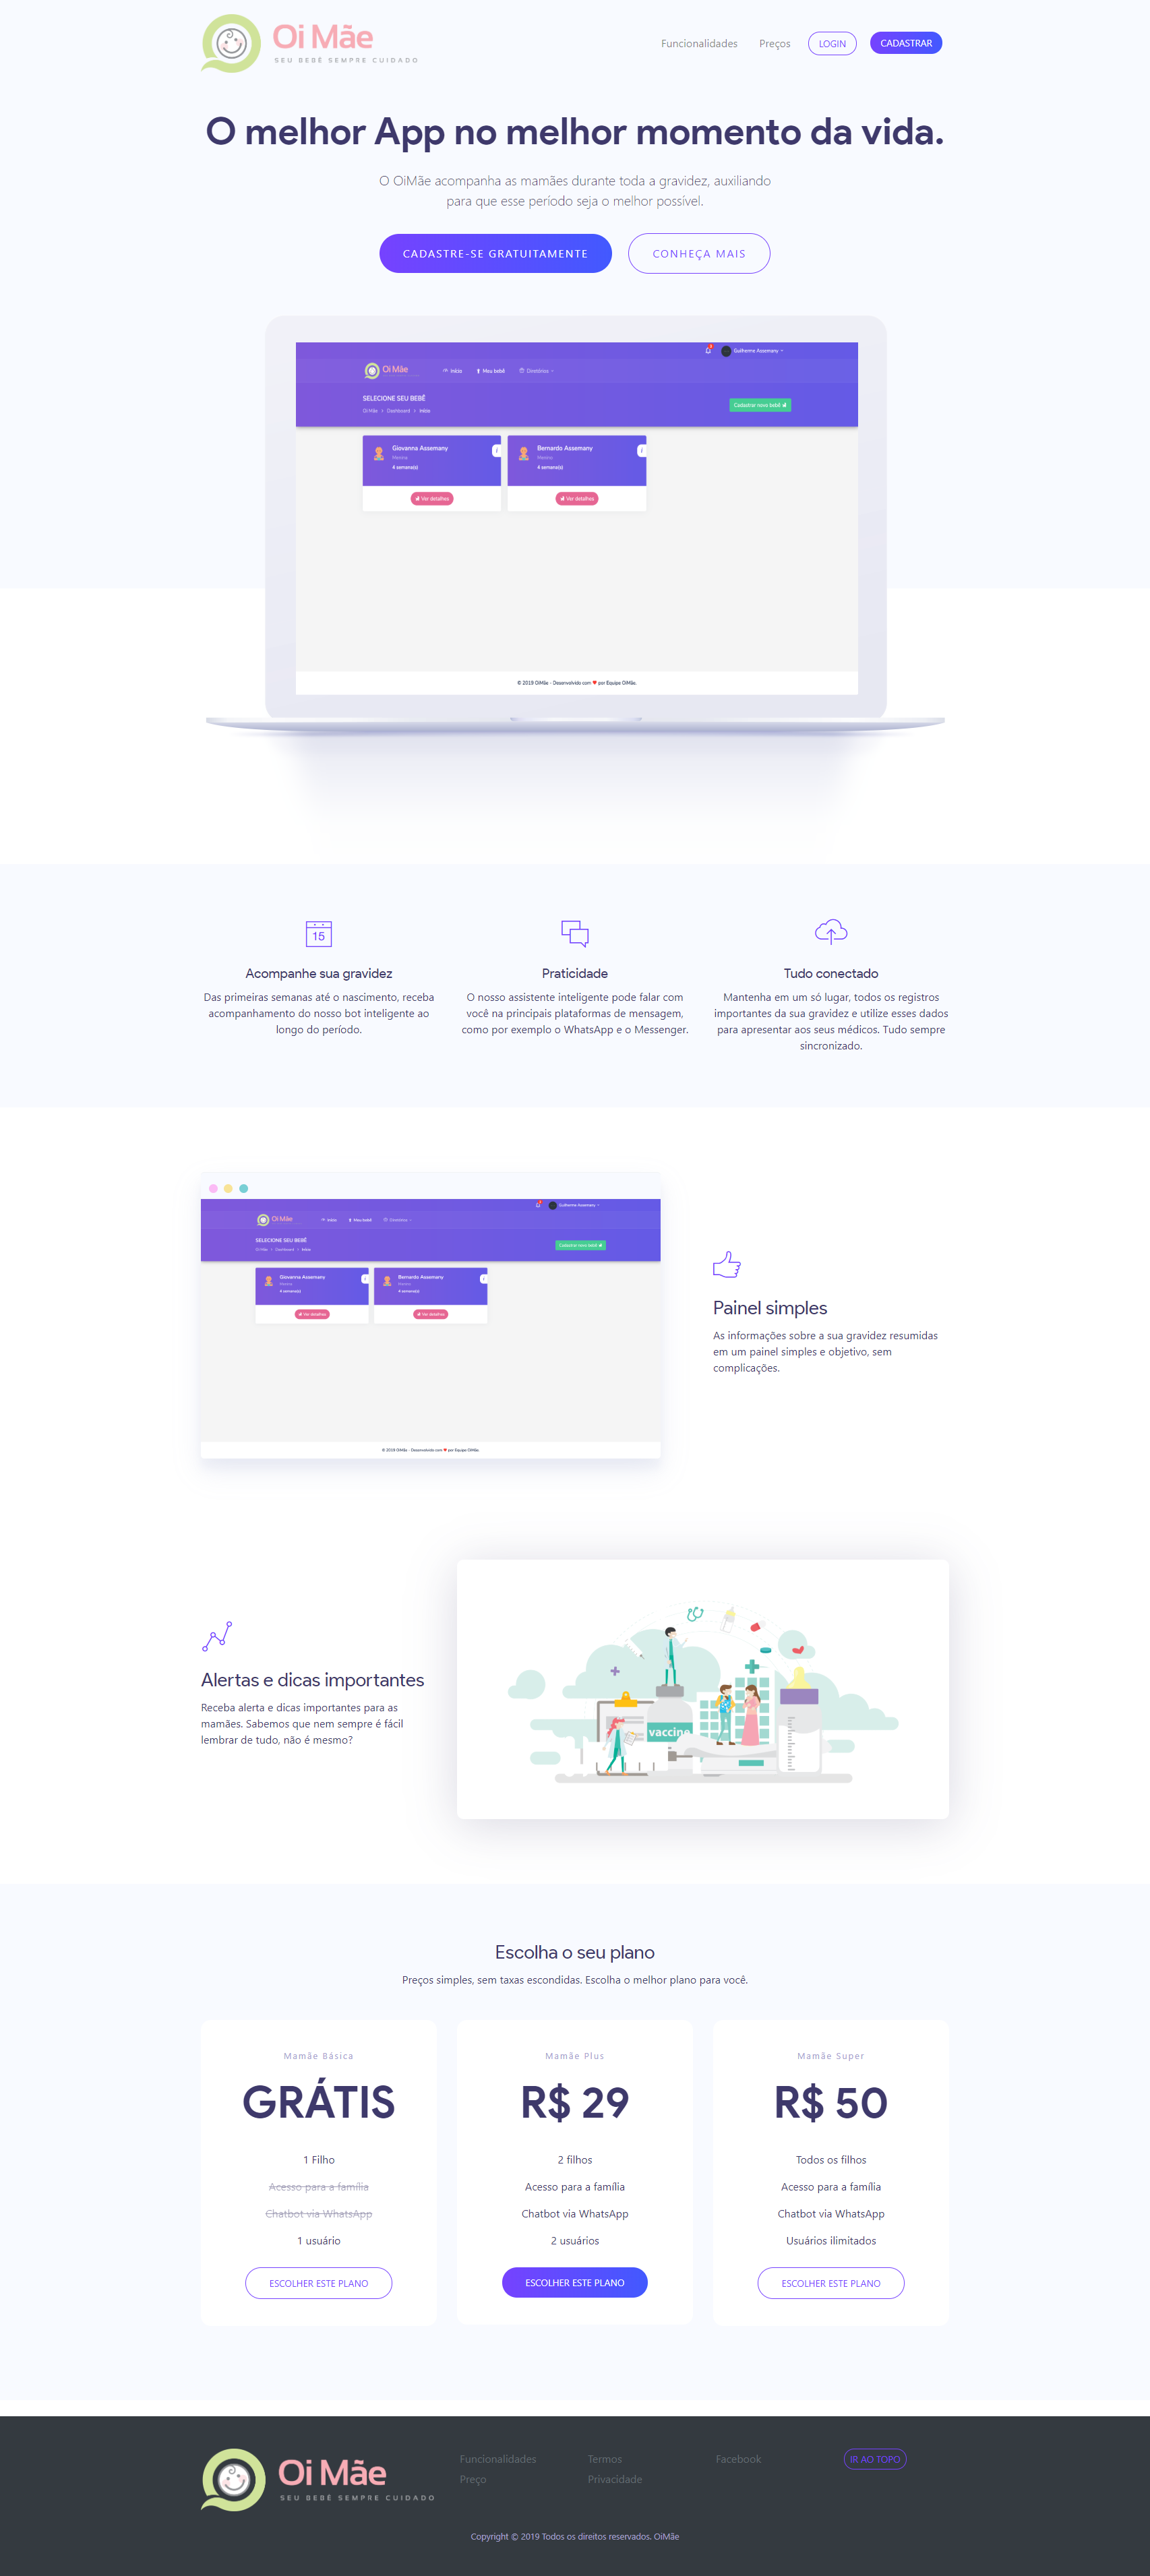 Oi Mãe
SEU BEBÊ SEMPRE CUIDADO
Funcionalidades
Preços
LOGIN
CADASTRAR
O melhor App no melhor momento da vida.
O OiMãe acompanha as mamães durante toda a gravidez, auxiliando
para que esse período seja o melhor possível.
CADASTRE-SE GRATUITAMENTE
CONHEÇA MAIS
Guilherme Assemany
Oi Mãe
Início
Meu bebê
Diretórios
SELECIONE SEU BEBÊ
Oi Mãe > Dashboard > Início
Cadastrar novo bebê
Giovanna Assemany
Menina
4 semana(s)
Ver detalhes
Bernardo Assemany
Menino
4 semana(s)
Ver detalhes
© 2019 OiMãe - Desenvolvido com ❤ por Equipe OiMãe.
15
Acompanhe sua gravidez
Das primeiras semanas até o nascimento, receba
acompanhamento do nosso bot inteligente ao
longo do período.
Praticidade
O nosso assistente inteligente pode falar com
você na principais plataformas de mensagem,
como por exemplo o WhatsApp e o Messenger.
Tudo conectado
Mantenha em um só lugar, todos os registros
importantes da sua gravidez e utilize esses dados
para apresentar aos seus médicos. Tudo sempre
sincronizado.
Guilherme Assemany
Oi Mãe
Início
Meu bebê
Diretórios
SELECIONE SEU BEBÊ
Oi Mãe > Dashboard > Início
Cadastrar novo bebê
Giovanna Assemany
Menina
4 semana(s)
Ver detalhes
Bernardo Assemany
Menino
4 semana(s)
Ver detalhes
© 2019 OiMãe - Desenvolvido com ❤ por Equipe OiMãe.
Painel simples
As informações sobre a sua gravidez resumidas
em um painel simples e objetivo, sem
complicações.
Alertas e dicas importantes
Receba alerta e dicas importantes para as
mamães. Sabemos que nem sempre é fácil
lembrar de tudo, não é mesmo?
vaccine
Escolha o seu plano
Preços simples, sem taxas escondidas. Escolha o melhor plano para você.
Mamãe Básica
GRÁTIS
1 Filho
Acesso para a família
Chatbot via WhatsApp
1 usuário
ESCOLHER ESTE PLANO
Mamãe Plus
R$ 29
2 filhos
Acesso para a família
Chatbot via WhatsApp
2 usuários
ESCOLHER ESTE PLANO
Mamãe Super
R$ 50
Todos os filhos
Acesso para a família
Chatbot via WhatsApp
Usuários ilimitados
ESCOLHER ESTE PLANO
Oi Mãe
SEU BEBÊ SEMPRE CUIDADO
Funcionalidades
Preço
Termos
Privacidade
Facebook
IR AO TOPO
Copyright © 2019 Todos os direitos reservados. OiMãe